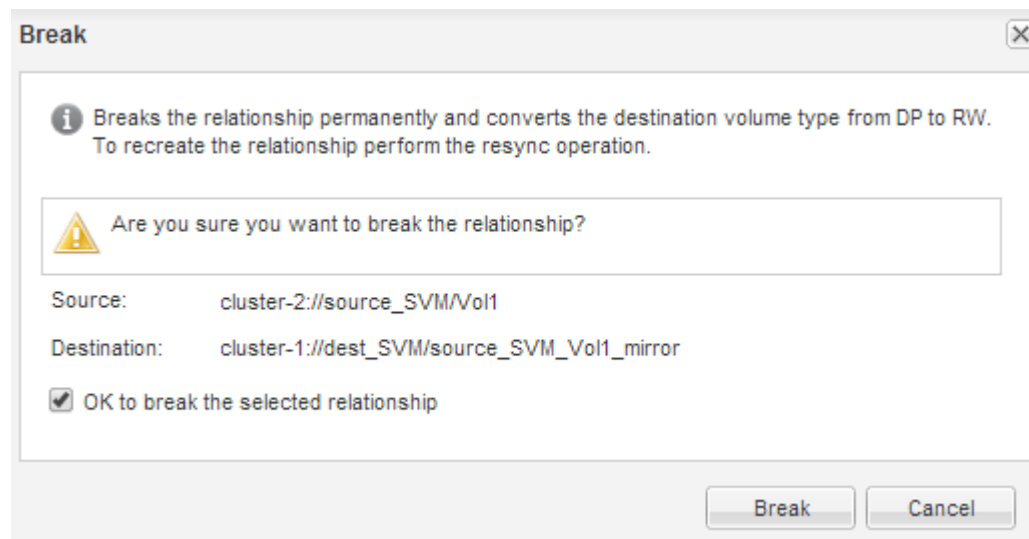 Break
Breaks the relationship permanently and converts the destination volume type from DP to RW.
To recreate the relationship perform the resync operation.
Are you sure you want to break the relationship?
Source: cluster-2://source_SVM/Vol1
Destination: cluster-1://dest_SVM/source_SVM_Vol1_mirror
OK to break the selected relationship
Break Cancel